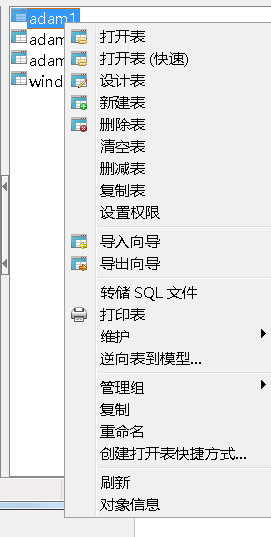 adam1
adam
adam
wind
打开表
打开表 (快速)
设计表
新建表
删除表
清空表
删减表
复制表
设置权限
导入向导
导出向导
转储 SQL 文件
打印表
维护
逆向表到模型...
管理组
复制
重命名
创建打开表快捷方式...
刷新
对象信息